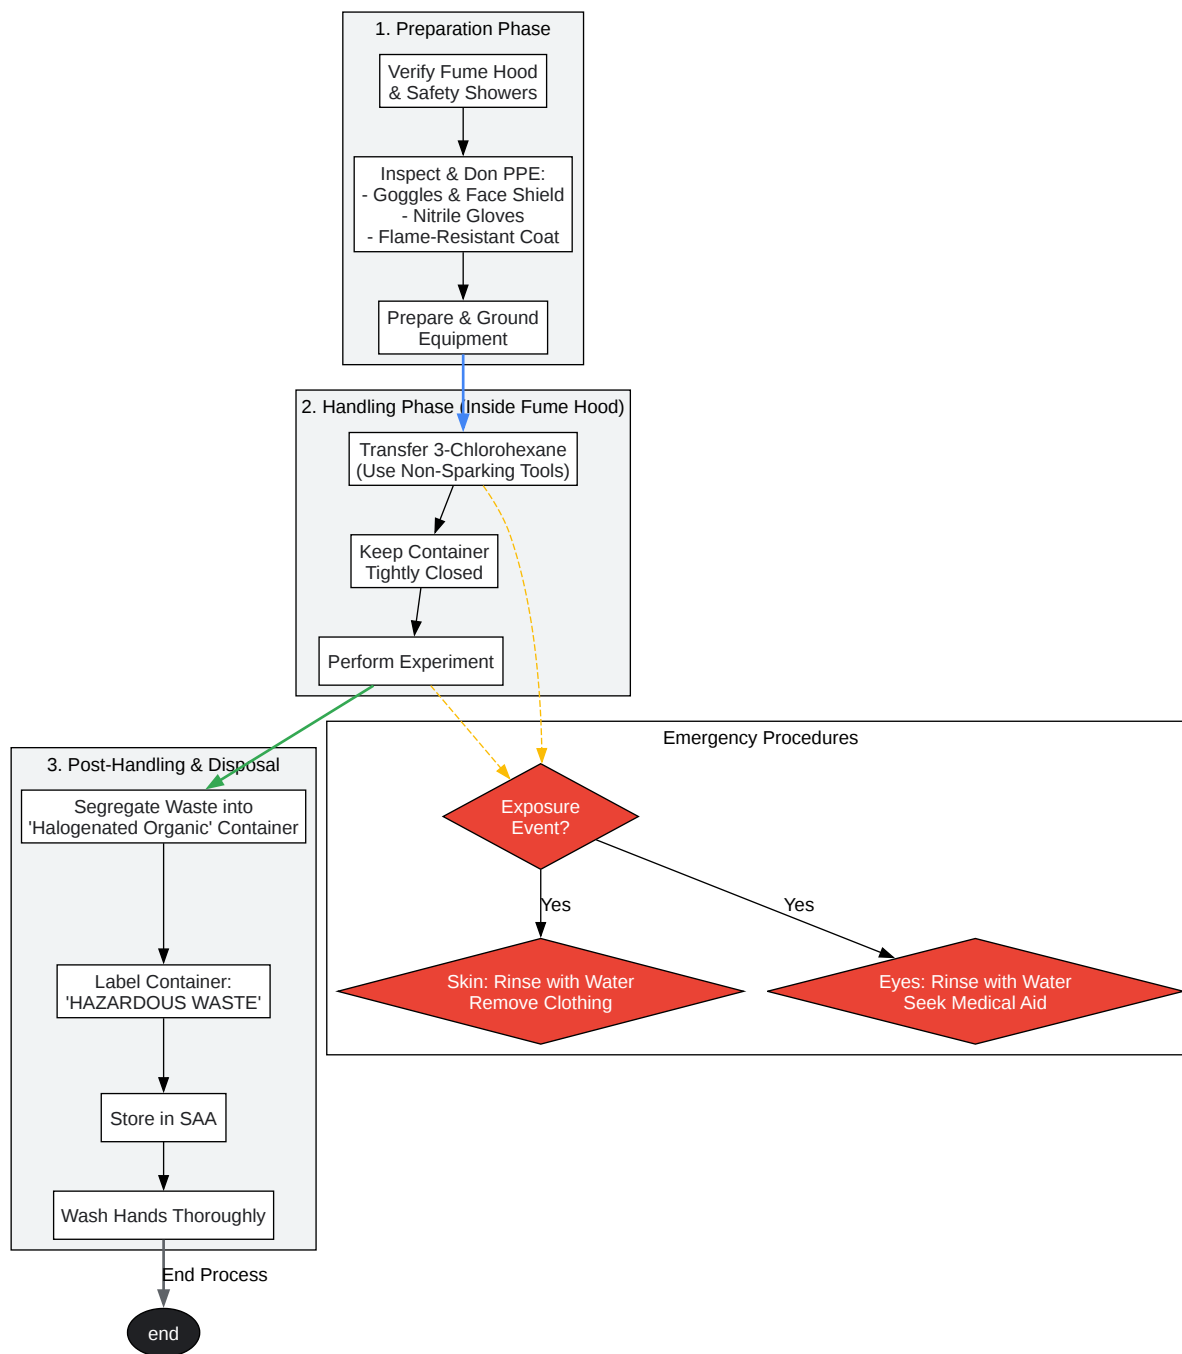 1. Preparation Phase
Verify Fume Hood
& Safety Showers
Inspect & Don PPE:
- Goggles & Face Shield
- Nitrile Gloves
- Flame-Resistant Coat
Prepare & Ground
Equipment
2. Handling Phase (Inside Fume Hood)
Transfer 3-Chlorohexane
(Use Non-Sparking Tools)
Keep Container
Tightly Closed
Perform Experiment
3. Post-Handling & Disposal
Segregate Waste into
'Halogenated Organic' Container
Label Container:
'HAZARDOUS WASTE'
Store in SAA
Wash Hands Thoroughly
End Process
end
Emergency Procedures
Exposure
Event?
Yes
Yes
Skin: Rinse with Water
Remove Clothing
Eyes: Rinse with Water
Seek Medical Aid